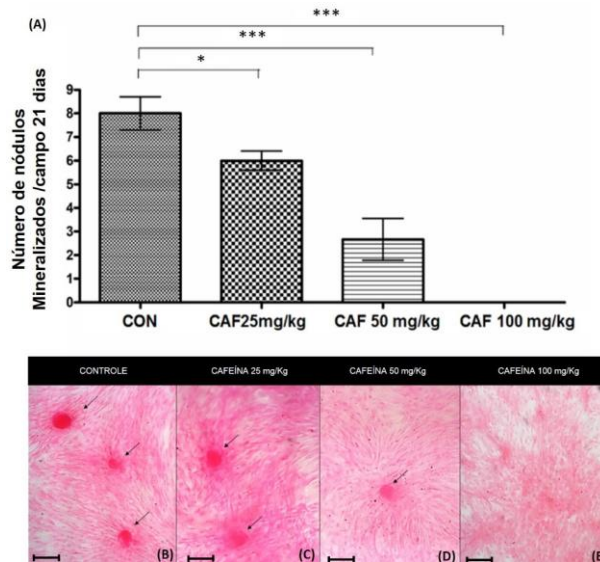 (A)
***
***
*
Número de nódulos
Mineralizados /campo 21 dias
9
8
7
6
5
4
3
2
1
0
CON CAF25mg/kg CAF 50 mg/kg CAF 100 mg/kg
CONTROLE CAFEÍNA 25 mg/Kg CAFEÍNA 50 mg/Kg CAFEÍNA 100 mg/Kg
(B) (C) (D) (E